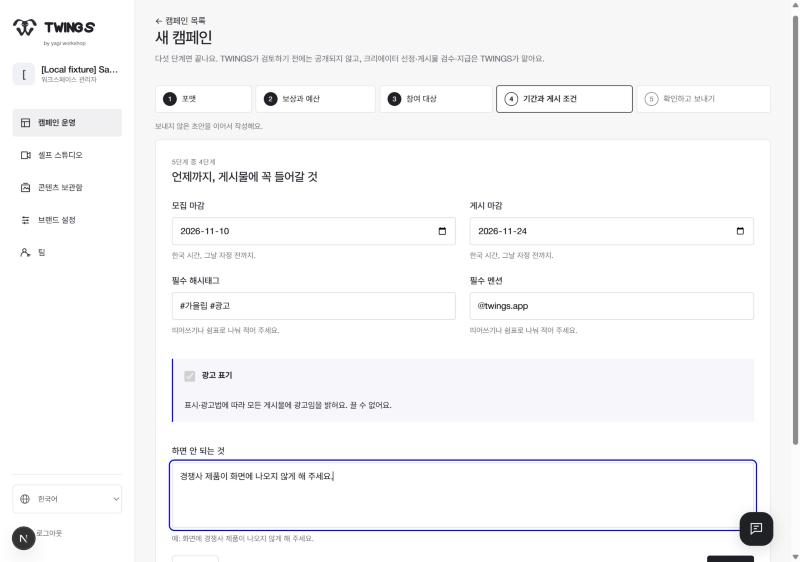 TWINGS
by yagi workshop
[
[Local fixture] Sa...
워크스페이스 관리자
캠페인 운영
셀프 스튜디오
콘텐츠 보관함
브랜드 설정
팀
한국어
N
로그아웃
← 캠페인 목록
새 캠페인
다섯 단계면 끝나요. TWINGS가 검토하기 전에는 공개되지 않고, 크리에이터 선정·게시물 검수·지급은 TWINGS가 맡아요.
1 포맷
2 보상과 예산
3 참여 대상
4 기간과 게시 조건
5 확인하고 보내기
보내지 않은 초안을 이어서 작성해요.
5단계 중 4단계
언제까지, 게시물에 꼭 들어갈 것
모집 마감
게시 마감
2026-11-10
2026-11-24
한국 시간, 그날 자정 전까지.
한국 시간, 그날 자정 전까지.
필수 해시태그
필수 멘션
#가을립 #광고
@twings.app
띄어쓰기나 쉼표로 나눠 적어 주세요.
띄어쓰기나 쉼표로 나눠 적어 주세요.
광고 표기
표시·광고법에 따라 모든 게시물에 광고임을 밝혀요. 끌 수 없어요.
하면 안 되는 것
경쟁사 제품이 화면에 나오지 않게 해 주세요.
예: 화면에 경쟁사 제품이 나오지 않게 해 주세요.